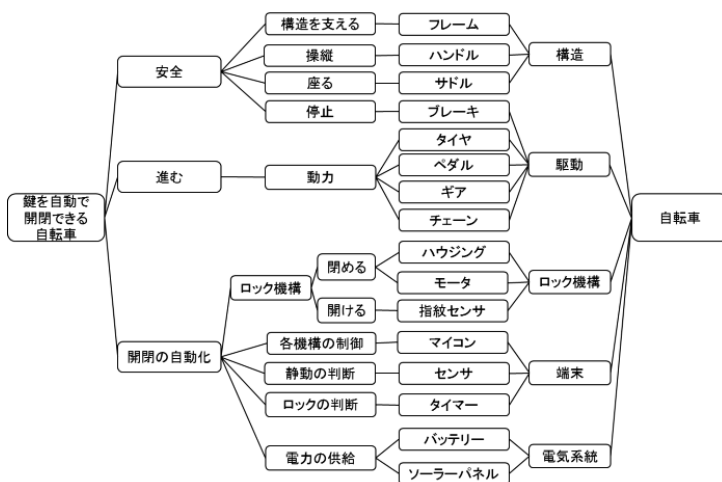 構造を支える
フレーム
操縦
ハンドル
構造
安全
座る
サドル
停止
ブレーキ
タイヤ
進む
動力
ペダル
駆動
ギア
チェーン
鍵を自動で
開閉できる
自転車
自転車
ハウジング
閉める
ロック機構
モータ
ロック機構
開ける
指紋センサ
開閉の自動化
各機構の制御
マイコン
静動の判断
センサ
端末
ロックの判断
タイマー
バッテリー
電力の供給
電気系統
ソーラーパネル